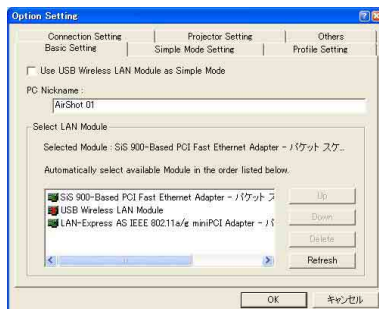 Option Setting
Connection Setting
Projector Setting
Others
Basic Setting
Simple Mode Setting
Profile Setting
Use USB Wireless LAN Module as Simple Mode
PC Nickname :
AirShot 01
Select LAN Module
Selected Module : SiS 900-Based PCI Fast Ethernet Adapter - パケット スケ...
Automatically select available Module in the order listed below.
SiS 900-Based PCI Fast Ethernet Adapter - パケット ス
USB Wireless LAN Module
LAN-Express AS IEEE 802.11a/g miniPCI Adapter - パ
Up
Down
Delete
Refresh
OK
キャンセル